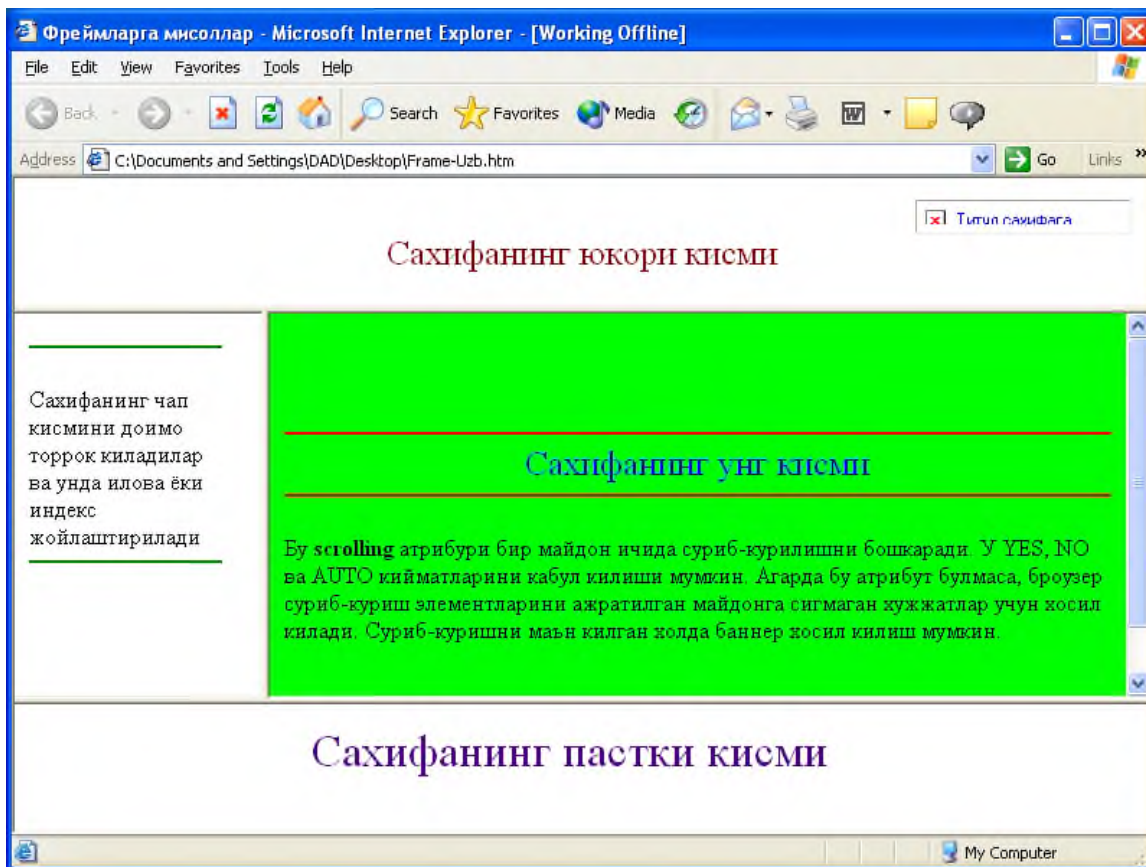 Фреймларга мисоллар - Microsoft Internet Explorer - [Working Offline]
File Edit View Favorites Tools Help
Back Search Favorites Media
Address C:\Documents and Settings\DAD\Desktop\Frame-Uzb.htm Go Links »
Титул сахифага
Сахифанинг юкори кисми
Сахифанинг чап
кисмини доимо
торрок киладилар
ва унда илова ёки
индекс
жойлаштирилади
Сахифанинг унг кисми
Бу scrolling атрибури бир майдон ичида суриб-курилишни бошкаради. У YES, NO
ва AUTO кийматларини кабул килиши мумкин. Агарда бу атрибут булмаса, броузер
суриб-куриш элементларини ажратилган майдонга сигмаган хужжатлар учун хосил
килади. Суриб-куришни маън килган холда баннер хосил килиш мумкин.
Сахифанинг пастки кисми
My Computer